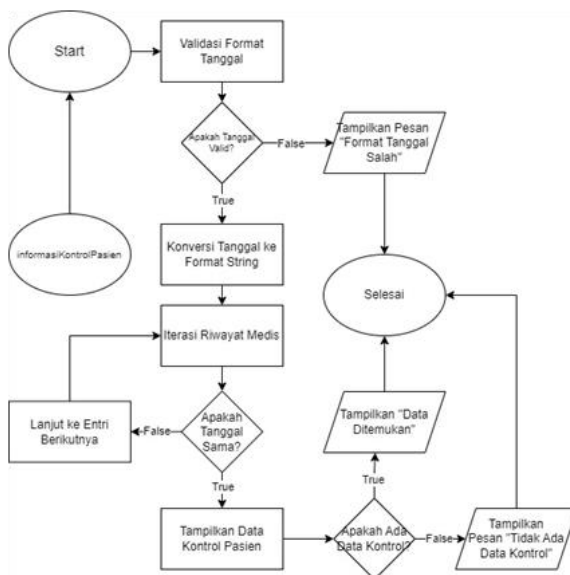 Start
Validasi Format
Tanggal
Apakah Tanggal
Valid?
False
Tampilkan Pesan
"Format Tanggal
Salah"
True
informasiKontrolPasien
Konversi Tanggal ke
Format String
Selesai
Iterasi Riwayat Medis
Lanjut ke Entri
Berikutnya
False
Apakah
Tanggal
Sama?
Tampilkan "Data
Ditemukan"
True
True
Tampilkan Data
Kontrol Pasien
Apakah Ada
Data Kontrol?
False
Tampilkan
Pesan "Tidak Ada
Data Kontrol"